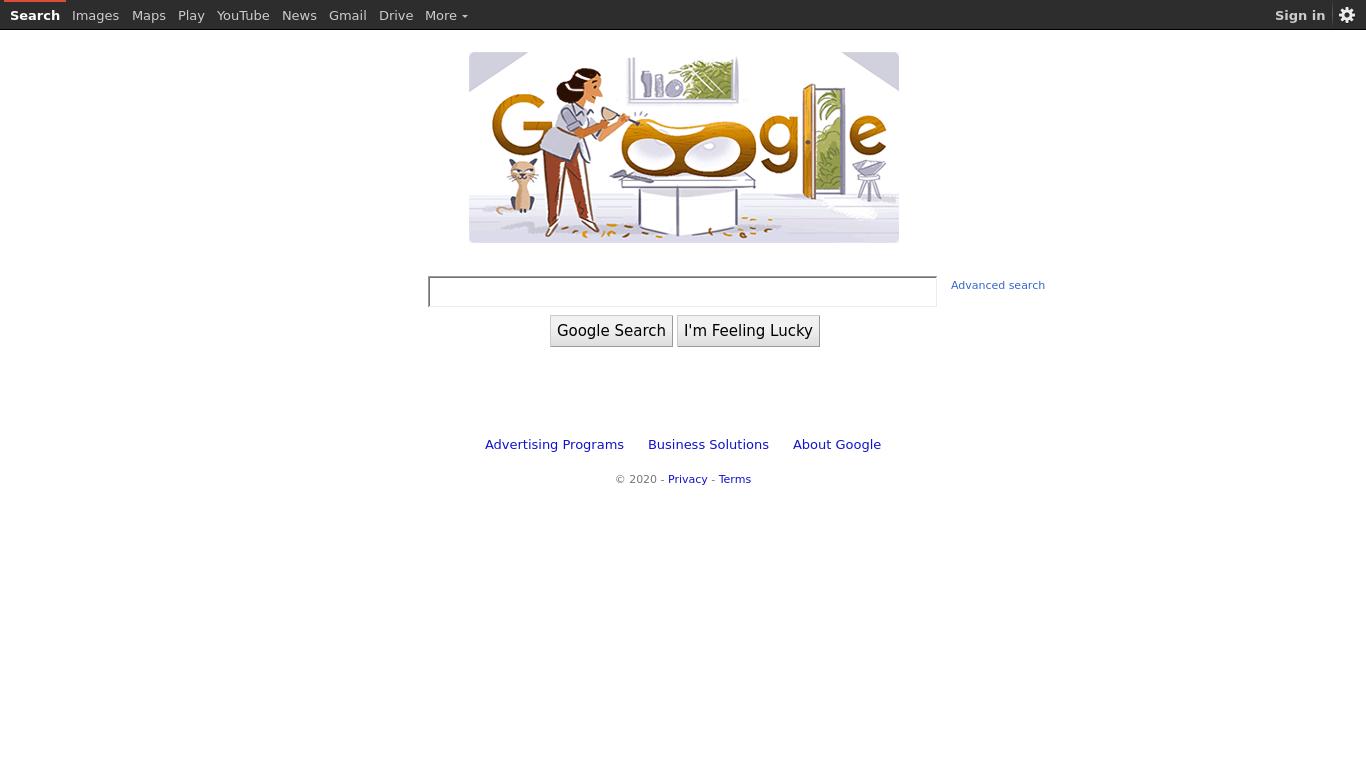 Search Images Maps Play YouTube News Gmail Drive More Sign in
Google
Advanced search
Google Search I'm Feeling Lucky
Advertising Programs Business Solutions About Google
© 2020 - Privacy - Terms